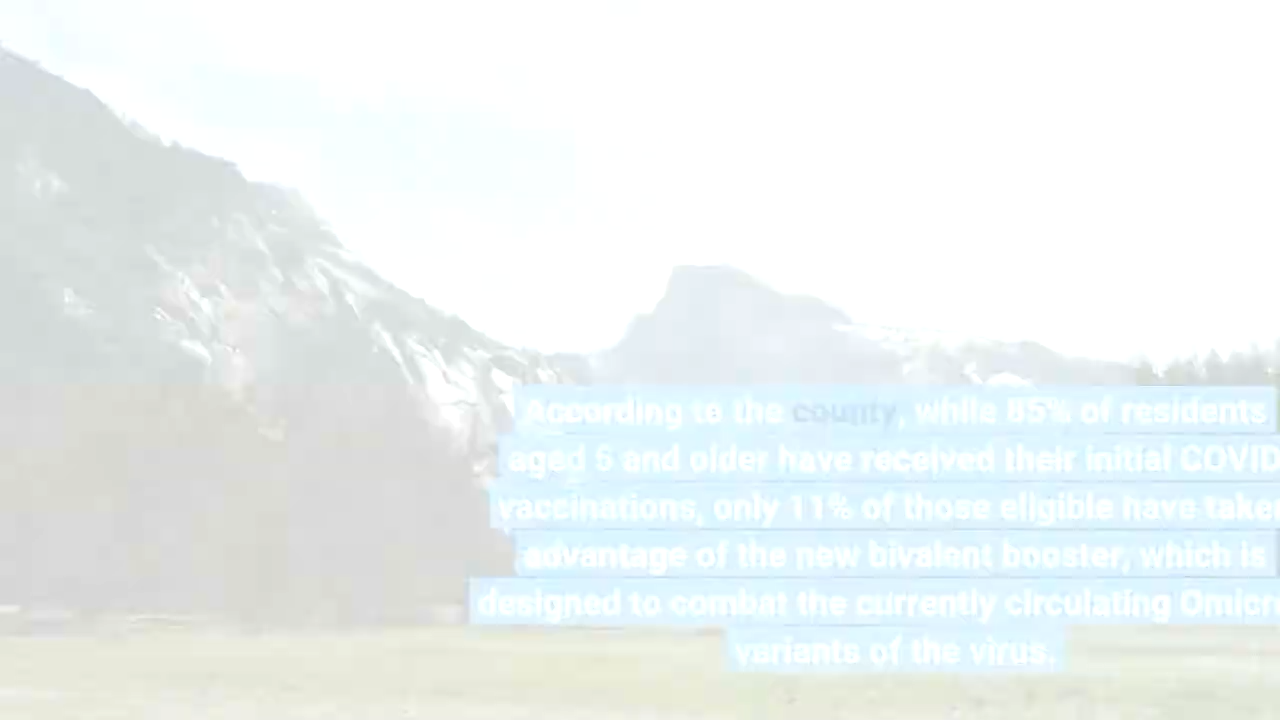 According to the county, while 85% of residents
aged 5 and older have received their initial COVID
vaccinations, only 11% of those eligible have take
advantage of the new bivalent booster, which is
designed to combat the currently circulating Omicr
variants of the virus.